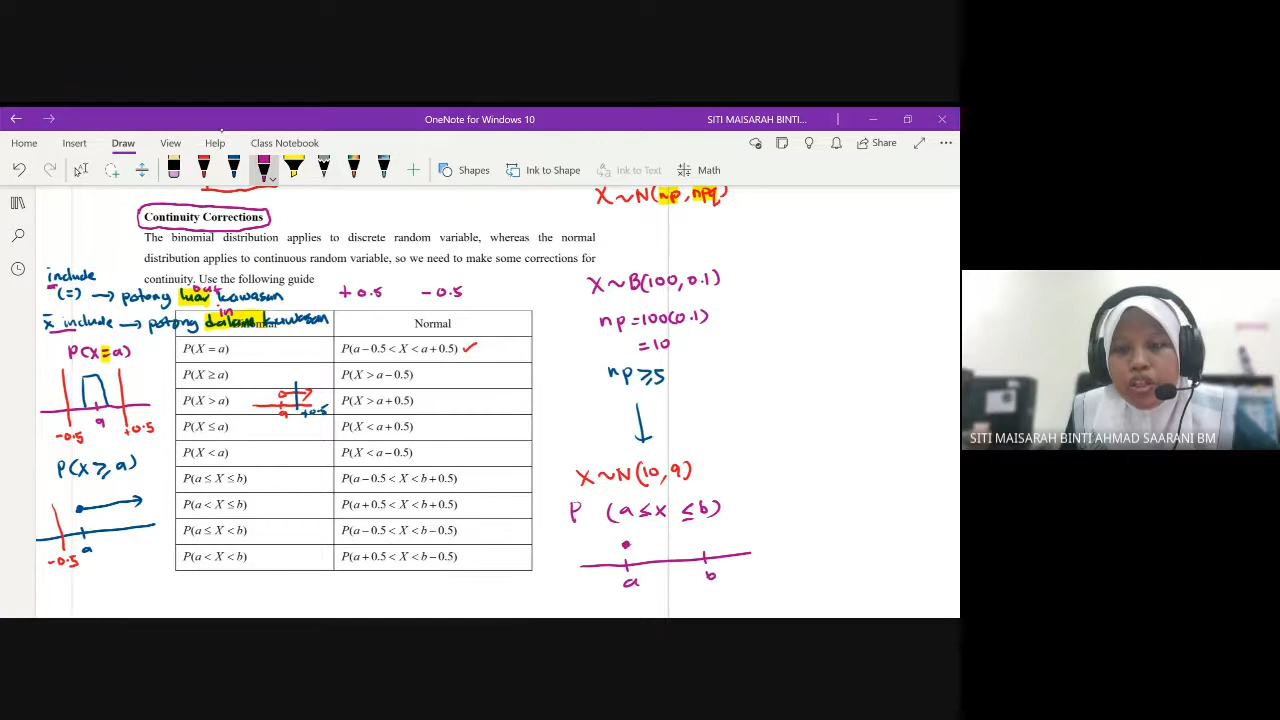 OneNote for Windows 10
SITI MAISARAH BINTI...
Home Insert Draw View Help Class Notebook
Share
Shapes Ink to Shape Ink to Text Math
X ~ N(np, npq)
Continuity Corrections
The binomial distribution applies to discrete random variable, whereas the normal
distribution applies to continuous random variable, so we need to make some corrections for
continuity. Use the following guide
include
(=) → potong luar kawasan
out
+0.5 -0.5
in
x include → potong dalam kawasan
Normal
P(X = a) P(a − 0.5 < X < a + 0.5) ✓
P(X ≥ a) P(X > a − 0.5)
P(X > a) P(X > a + 0.5)
a +0.5
P(X ≤ a) P(X < a + 0.5)
P(X < a) P(X < a − 0.5)
P(a ≤ X ≤ b) P(a − 0.5 < X < b + 0.5)
P(a < X ≤ b) P(a + 0.5 < X < b + 0.5)
P(a ≤ X < b) P(a − 0.5 < X < b − 0.5)
P(a < X < b) P(a + 0.5 < X < b − 0.5)
P(X = a)
a
-0.5 +0.5
P(X ≥ a)
a
-0.5
X ~ B(100, 0.1)
np = 100(0.1)
= 10
np ≥ 5
X ~ N(10, 9)
P (a ≤ x ≤ b)
a b
SITI MAISARAH BINTI AHMAD SAARANI BM